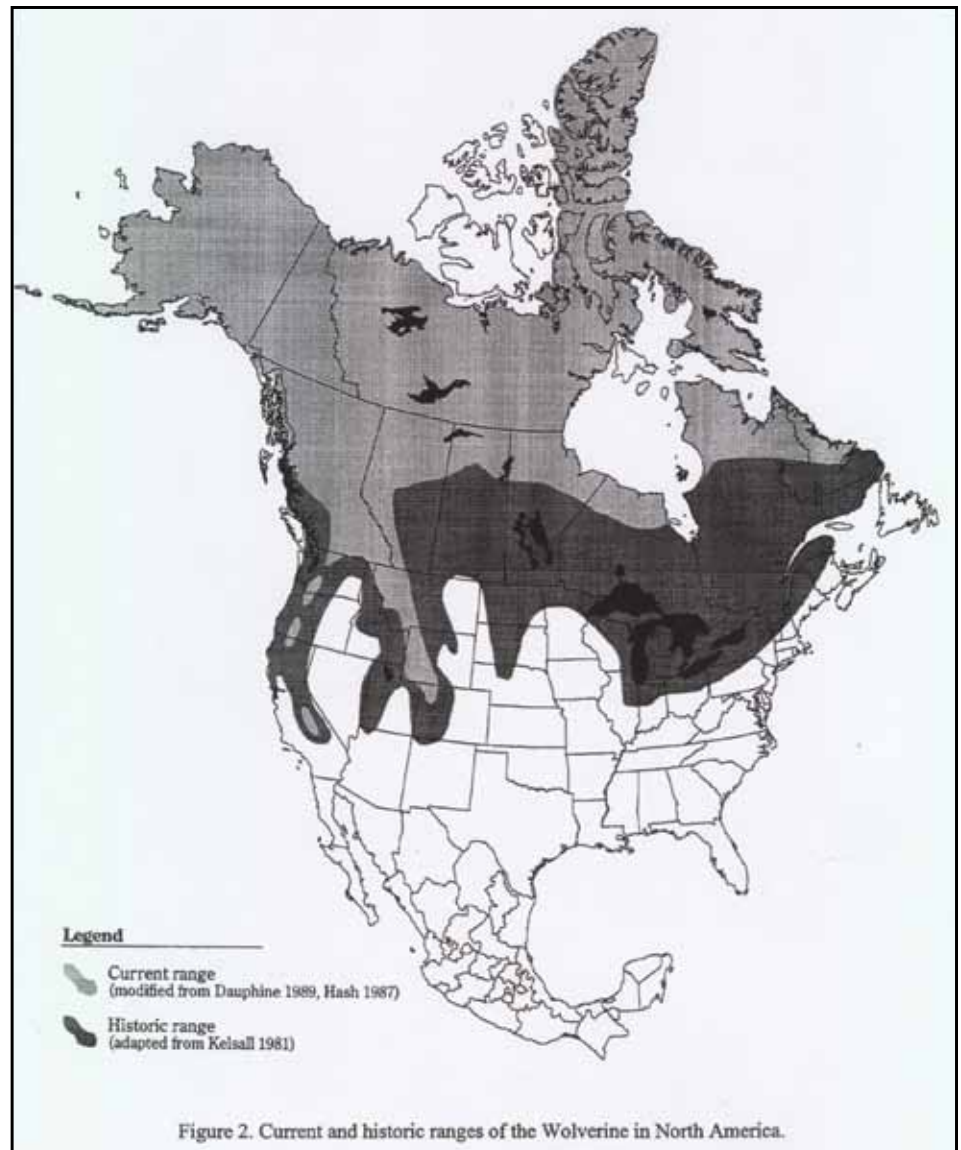 Legend
Current range
(modified from Dauphine 1989, Hash 1987)
Historic range
(adapted from Kelsall 1981)
Figure 2. Current and historic ranges of the Wolverine in North America.